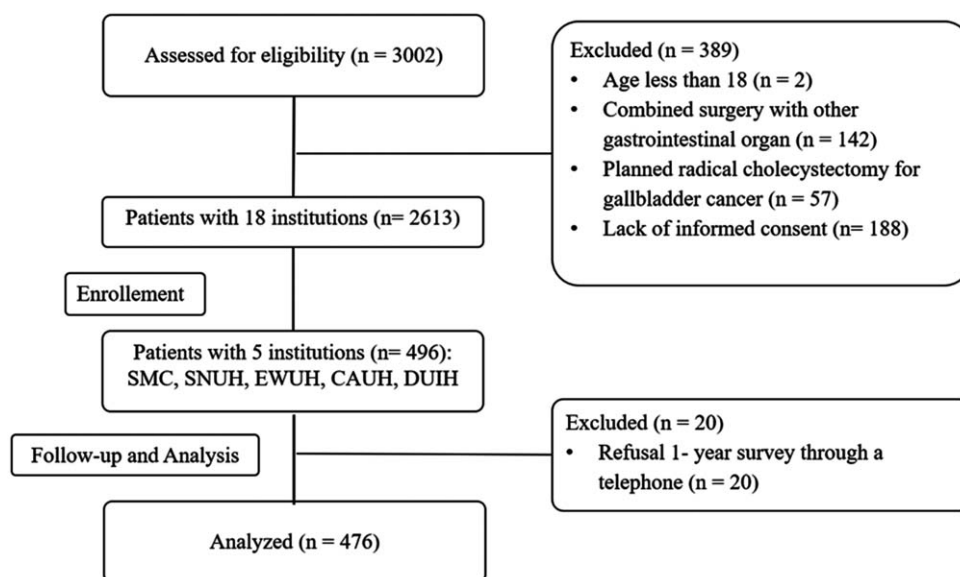 Assessed for eligibility (n = 3002)
Excluded (n = 389)
• Age less than 18 (n = 2)
• Combined surgery with other
gastrointestinal organ (n = 142)
• Planned radical cholecystectomy for
gallbladder cancer (n = 57)
• Lack of informed consent (n= 188)
Patients with 18 institutions (n= 2613)
Enrollement
Patients with 5 institutions (n= 496):
SMC, SNUH, EWUH, CAUH, DUIH
Follow-up and Analysis
Excluded (n = 20)
• Refusal 1- year survey through a
telephone (n = 20)
Analyzed (n = 476)